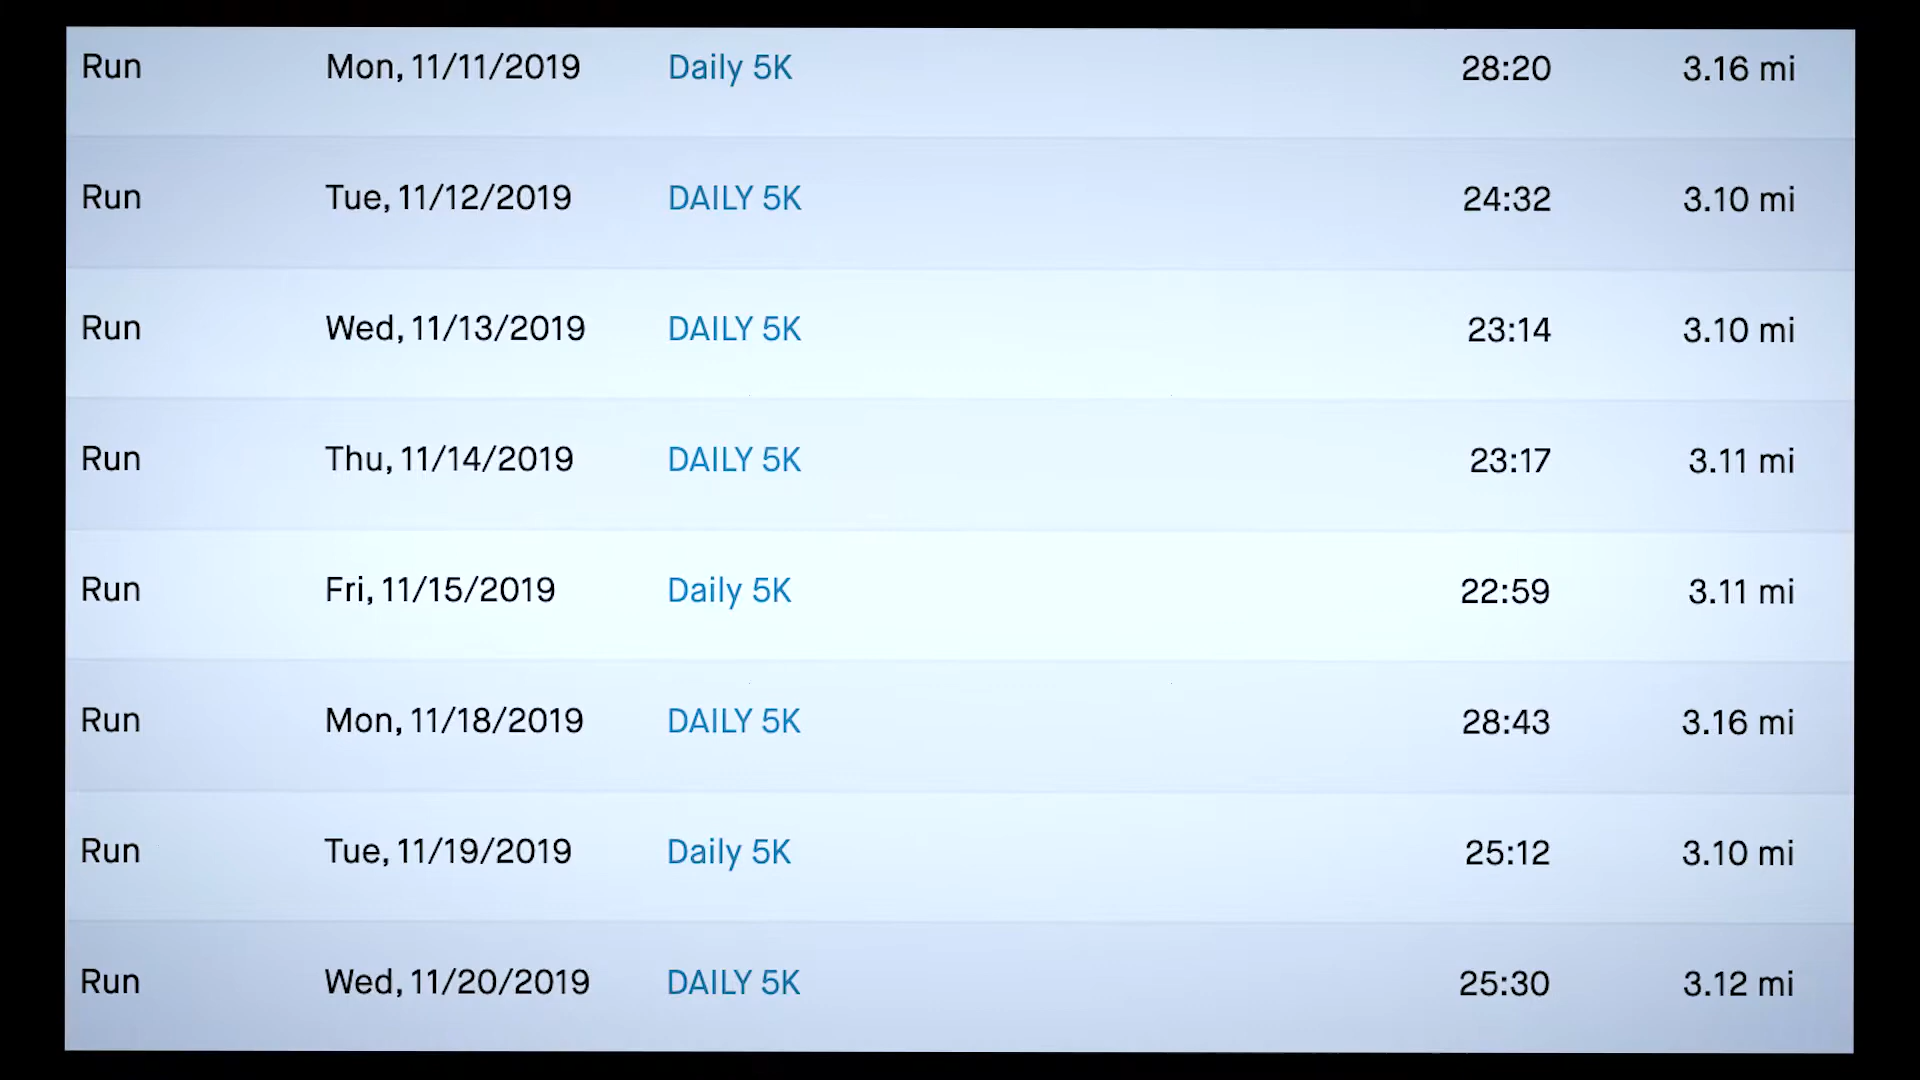 Run Mon, 11/11/2019 Daily 5K 28:20 3.16 mi
Run Tue, 11/12/2019 DAILY 5K 24:32 3.10 mi
Run Wed, 11/13/2019 DAILY 5K 23:14 3.10 mi
Run Thu, 11/14/2019 DAILY 5K 23:17 3.11 mi
Run Fri, 11/15/2019 Daily 5K 22:59 3.11 mi
Run Mon, 11/18/2019 DAILY 5K 28:43 3.16 mi
Run Tue, 11/19/2019 Daily 5K 25:12 3.10 mi
Run Wed, 11/20/2019 DAILY 5K 25:30 3.12 mi